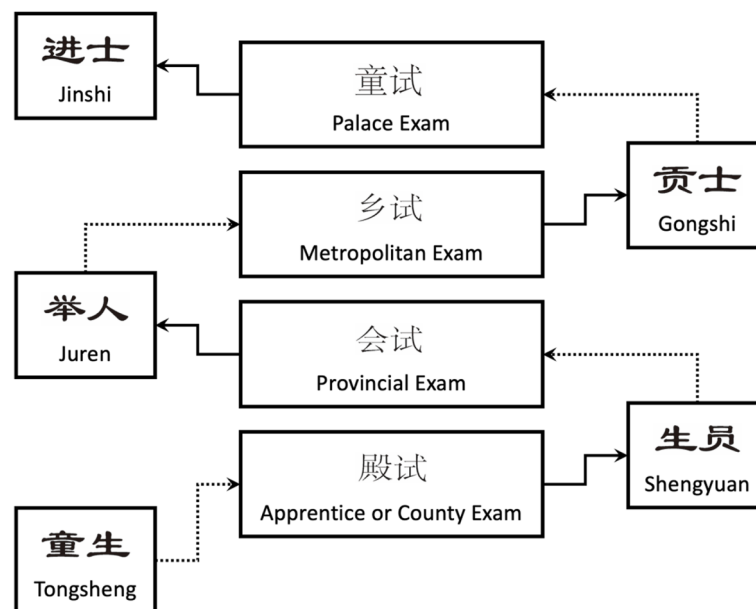 进士
Jinshi
童试
Palace Exam
贡士
Gongshi
乡试
Metropolitan Exam
举人
Juren
会试
Provincial Exam
生员
Shengyuan
殿试
Apprentice or County Exam
童生
Tongsheng